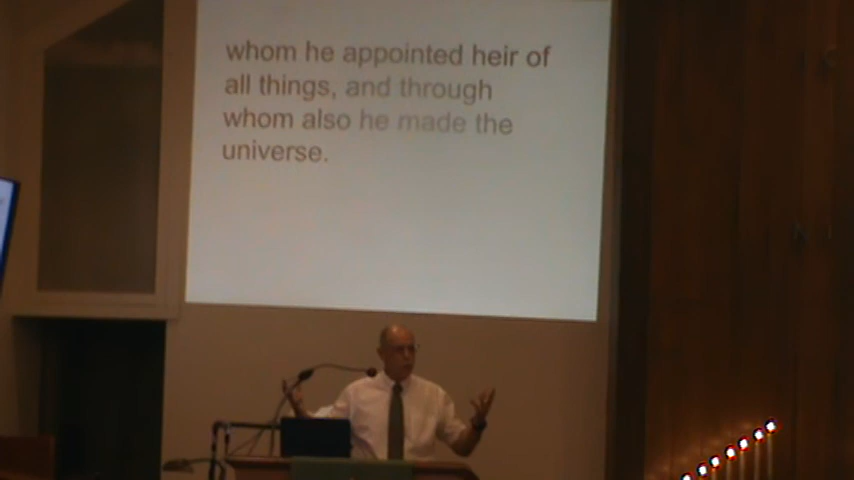 whom he appointed heir of
all things, and through
whom also he made the
universe.